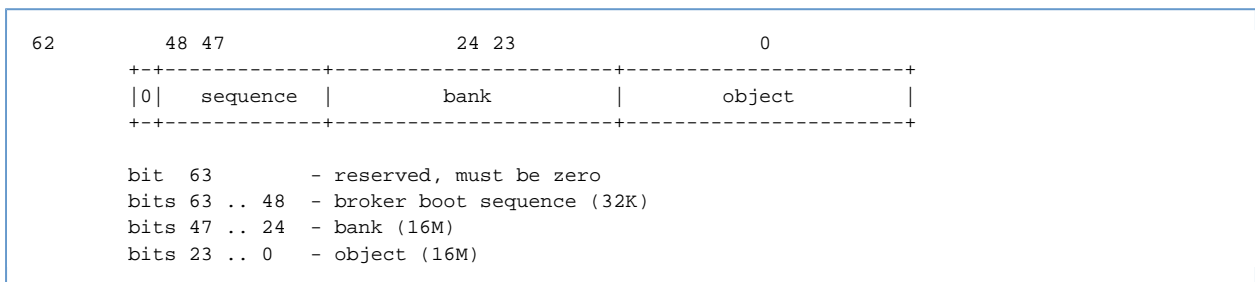 62             48 47                       24 23                       0
        +-+-------------+-----------------------+-----------------------+
        |0|   sequence  |         bank          |        object         |
        +-+-------------+-----------------------+-----------------------+
        bit  63        - reserved, must be zero
        bits 63 .. 48  - broker boot sequence (32K)
        bits 47 .. 24  - bank (16M)
        bits 23 .. 0   - object (16M)